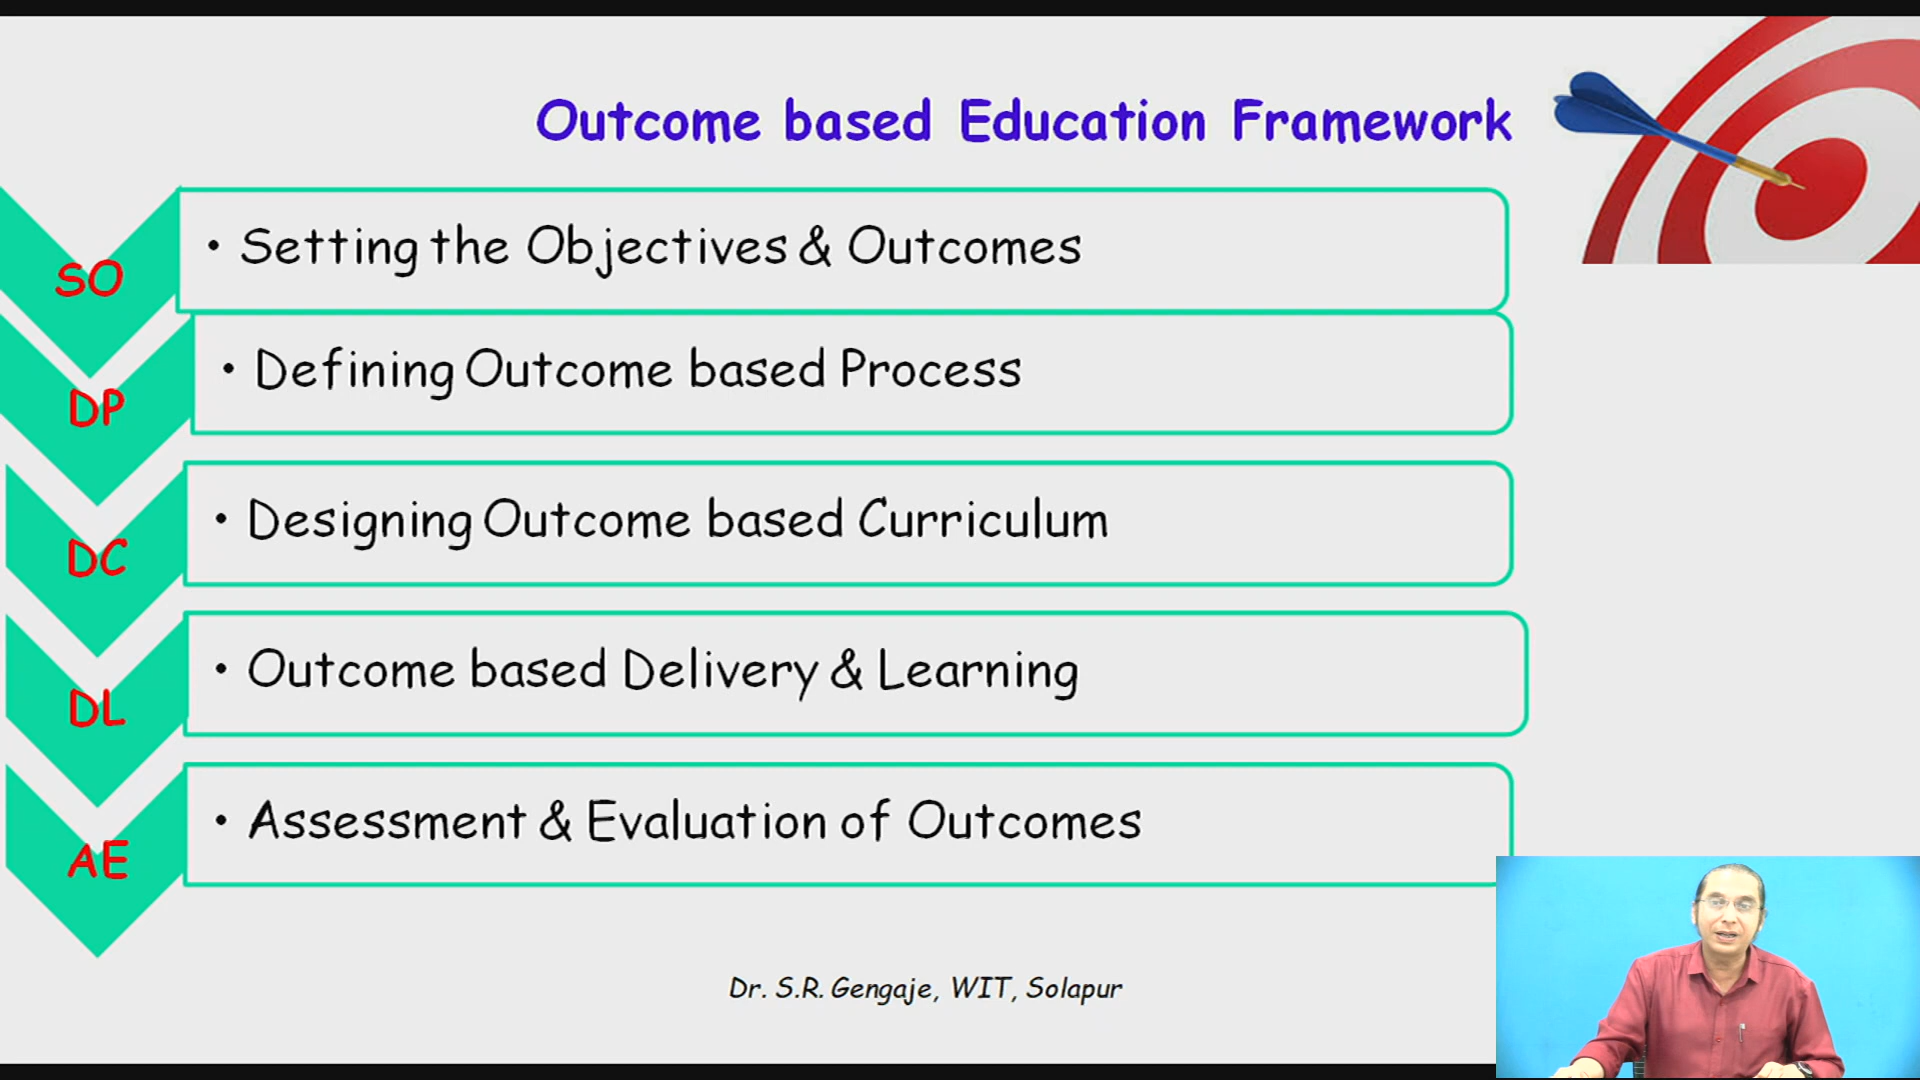 Outcome based Education Framework
SO
• Setting the Objectives & Outcomes
DP
• Defining Outcome based Process
DC
• Designing Outcome based Curriculum
DL
• Outcome based Delivery & Learning
AE
• Assessment & Evaluation of Outcomes
Dr. S.R. Gengaje, WIT, Solapur